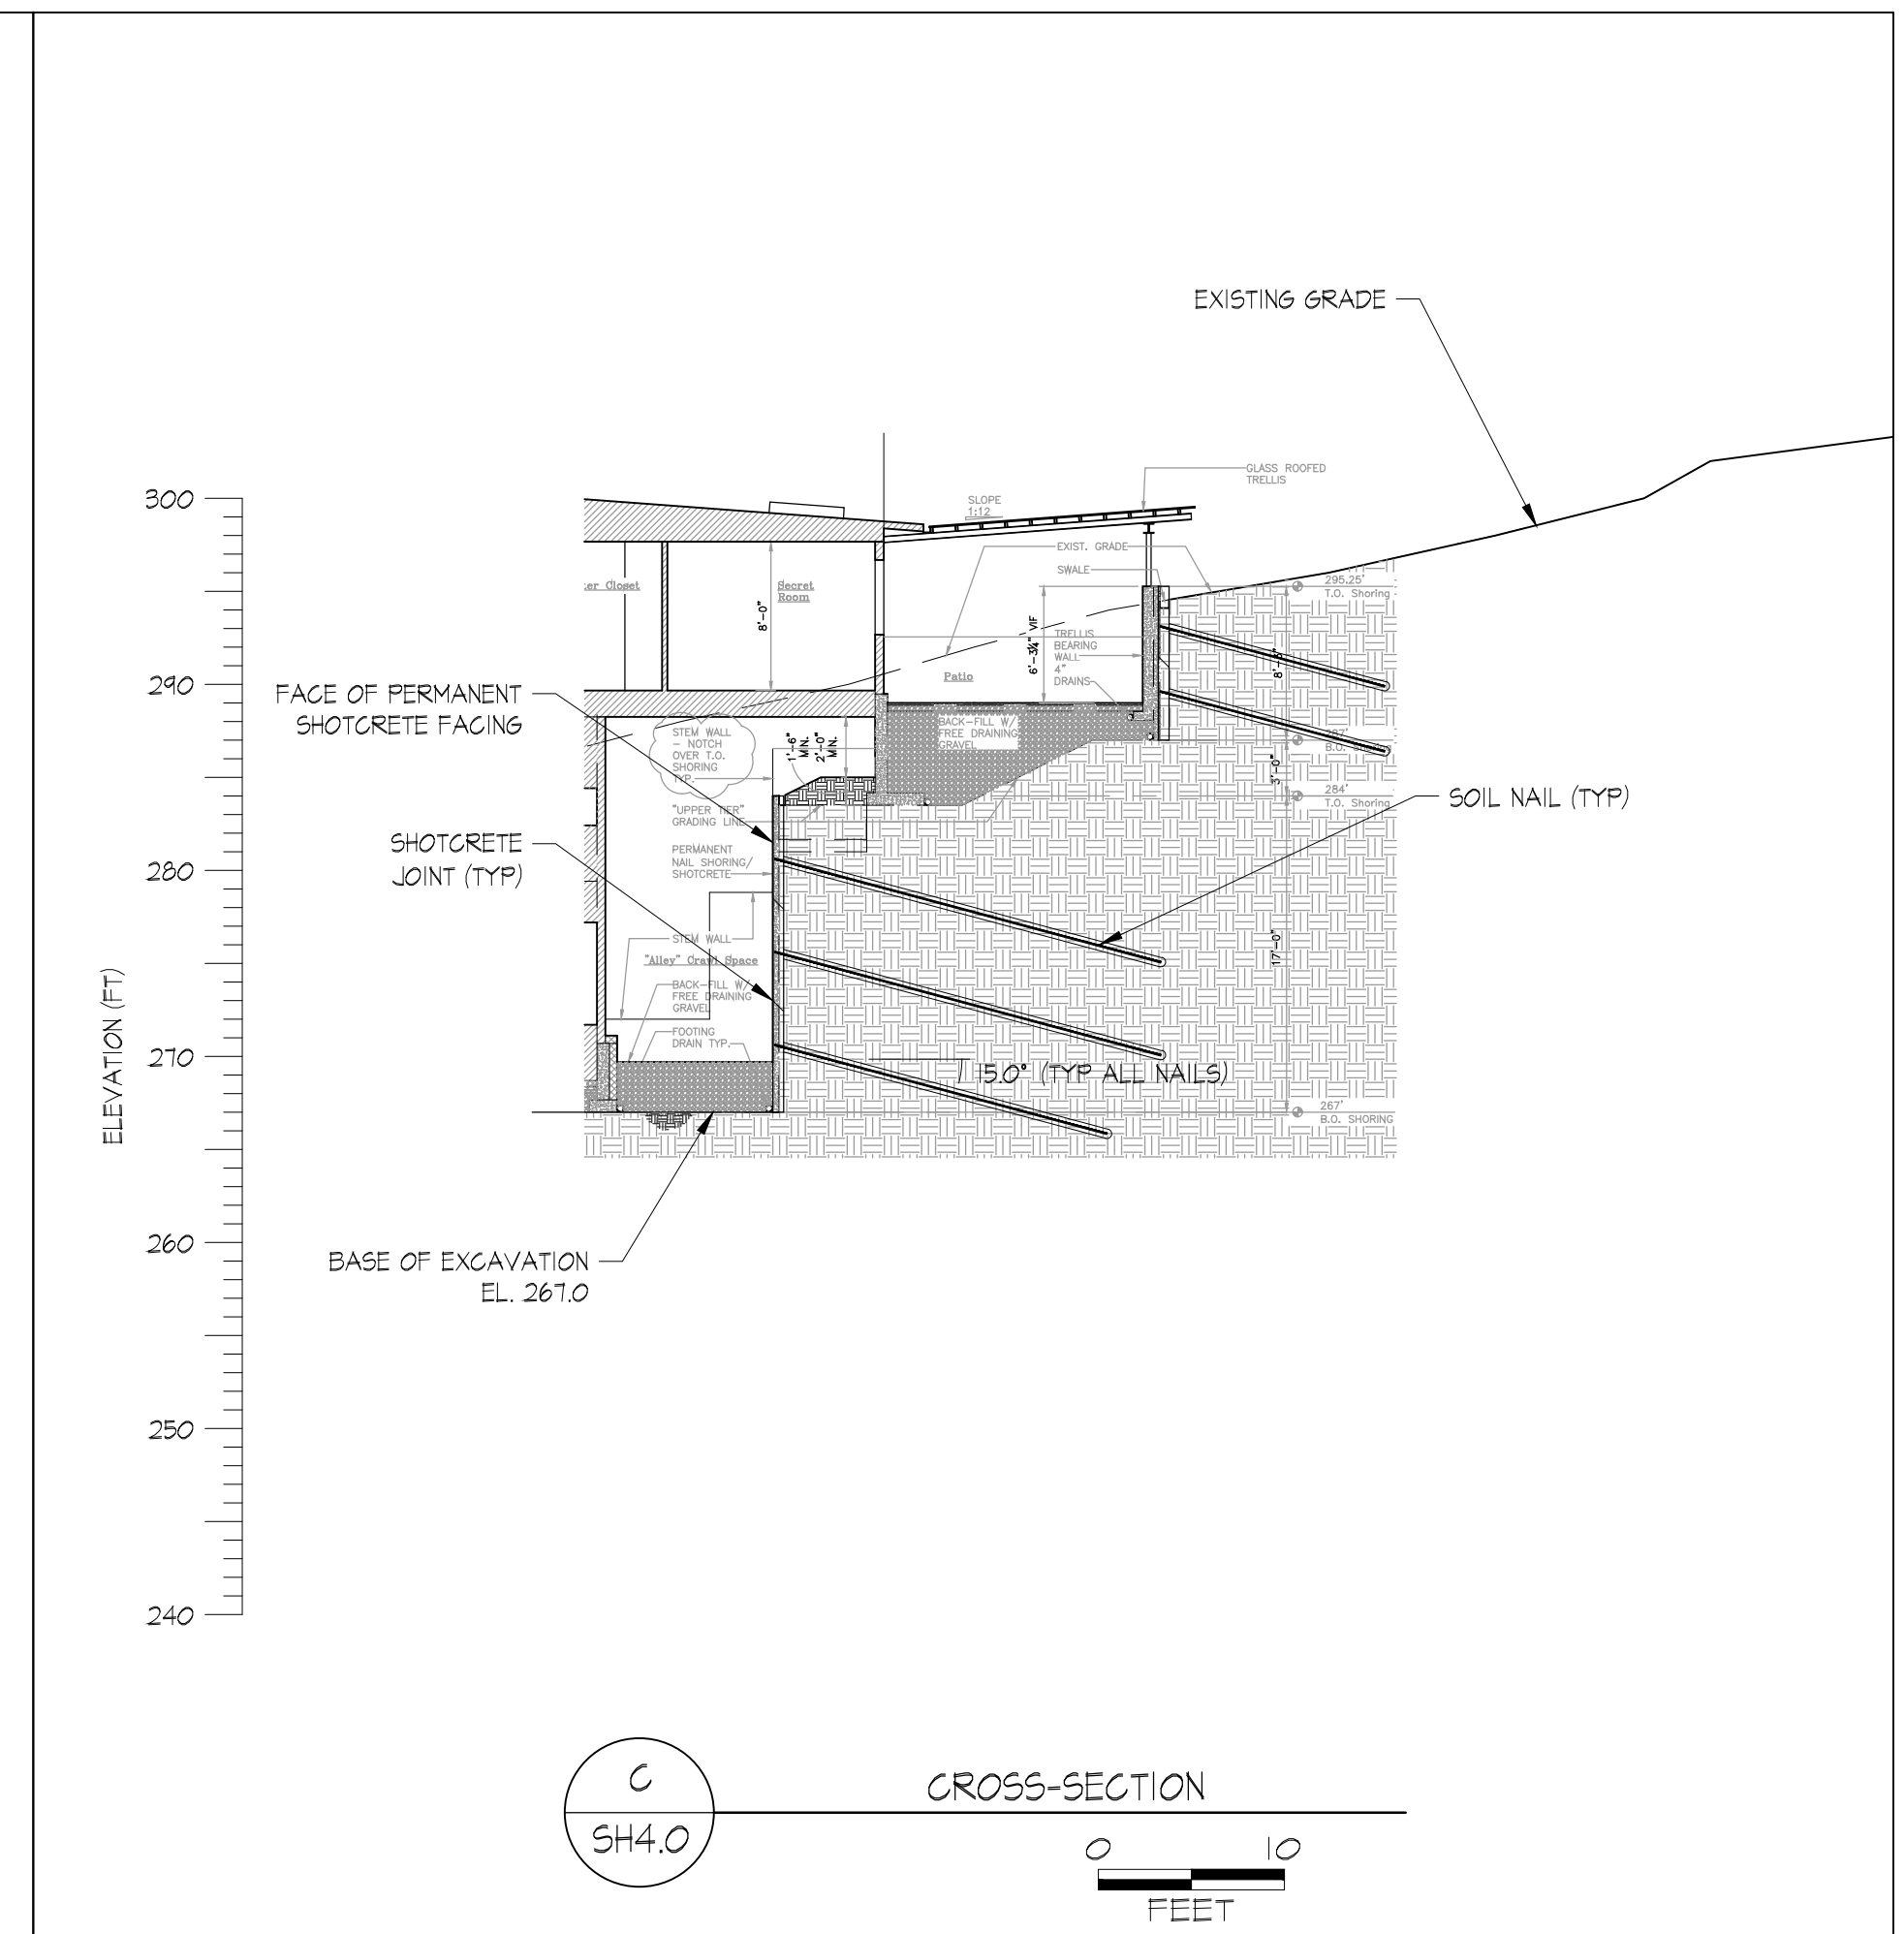 EXISTING GRADE
GLASS ROOFED
TRELLIS
SLOPE
1:12
300
EXIST. GRADE
SWALE
295.25'
T.O. Shoring
er Closet
Secret
Room
8'-0"
6'-3¾" VIF
TRELLIS
BEARING
WALL
4"
DRAINS
Patio
290
FACE OF PERMANENT
SHOTCRETE FACING
STEM WALL
- NOTCH
OVER T.O.
SHORING
TYP.
1'-6"
MIN.
2'-0"
MIN.
BACK-FILL W/
FREE DRAINING
GRAVEL
287'
B.O.
3'-0"
284'
T.O. Shoring
SOIL NAIL (TYP)
"UPPER TIER"
GRADING LINE
SHOTCRETE
JOINT (TYP)
PERMANENT
NAIL SHORING/
SHOTCRETE
280
STEM WALL
"Alley" Crawl Space
17'-0"
BACK-FILL W/
FREE DRAINING
GRAVEL
FOOTING
DRAIN TYP.
ELEVATION (FT)
270
15.0° (TYP ALL NAILS)
267'
B.O. SHORING
BASE OF EXCAVATION
EL. 267.0
260
250
240
C
SH4.0
CROSS-SECTION
0 10
FEET